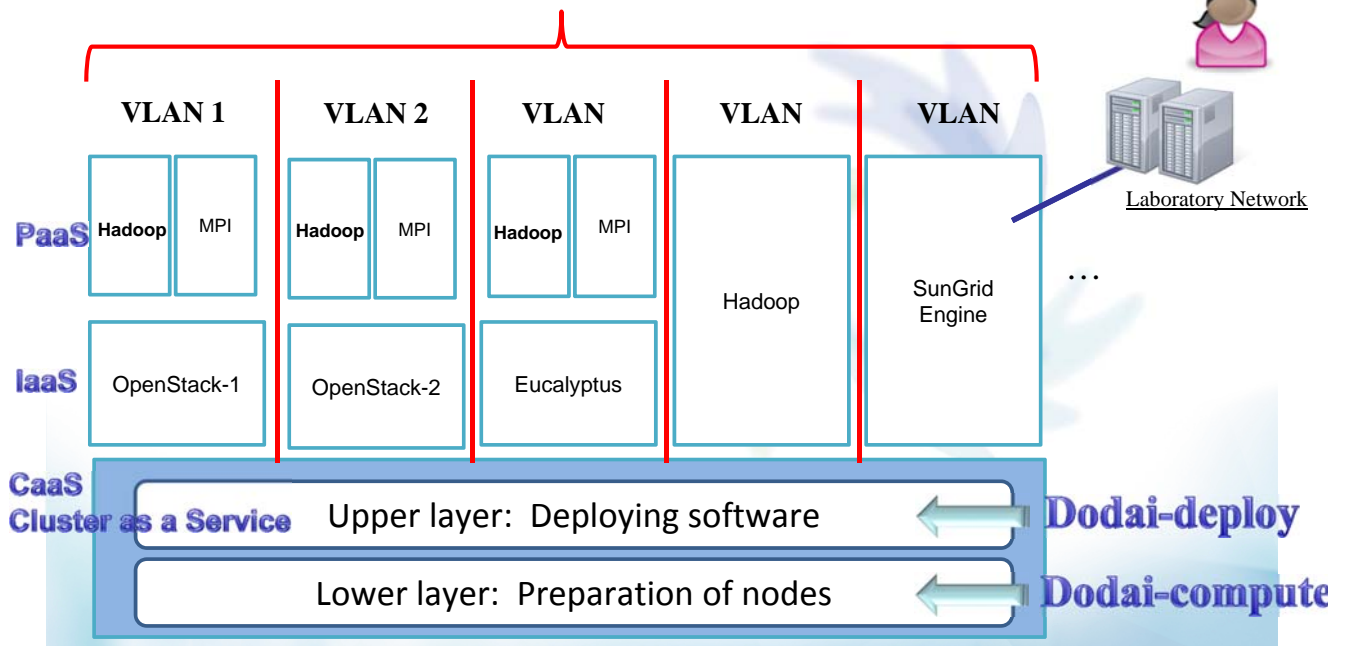 VLAN 1
VLAN 2
VLAN
VLAN
VLAN
Laboratory Network
PaaS
Hadoop
MPI
Hadoop
MPI
Hadoop
MPI
Hadoop
SunGrid
Engine
…
IaaS
OpenStack-1
OpenStack-2
Eucalyptus
CaaS
Cluster as a Service
Upper layer: Deploying software
Dodai-deploy
Lower layer: Preparation of nodes
Dodai-compute